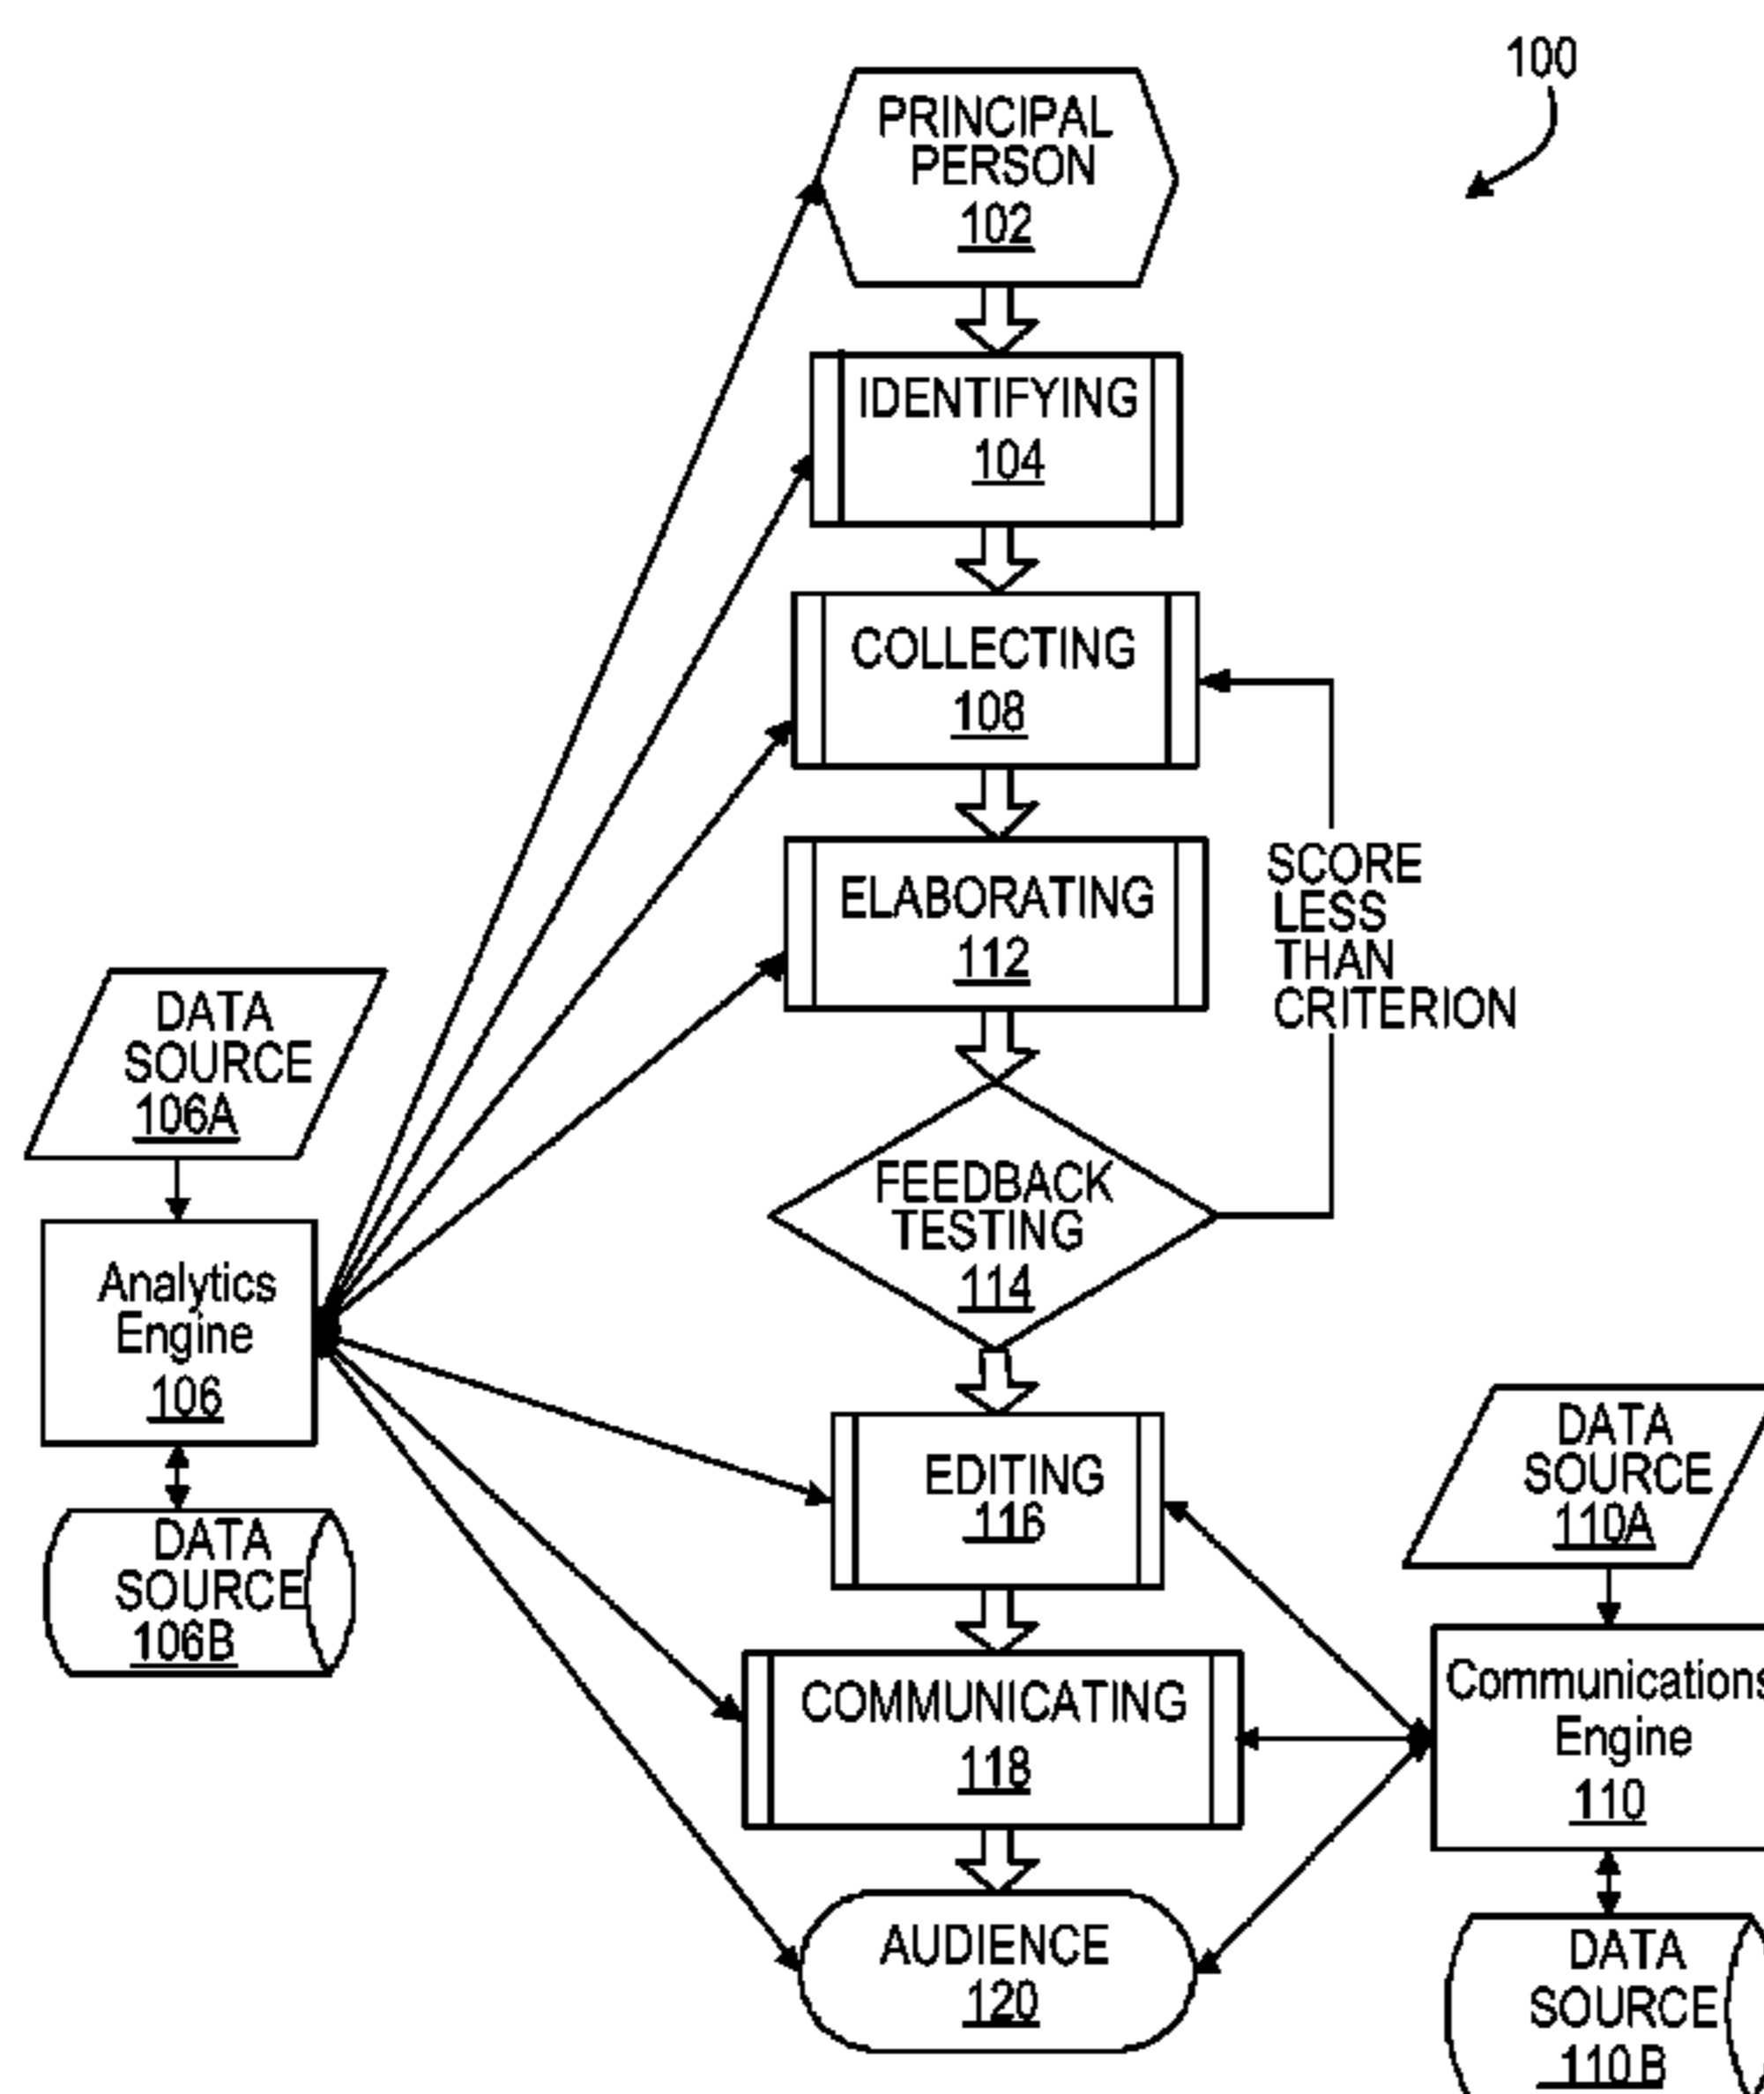 100
PRINCIPAL
PERSON
102
IDENTIFYING
104
COLLECTING
108
ELABORATING
112
SCORE
LESS
THAN
CRITERION
DATA
SOURCE
106A
FEEDBACK
TESTING
114
Analytics
Engine
106
DATA
SOURCE
106B
EDITING
116
DATA
SOURCE
110A
COMMUNICATING
118
Communications
Engine
110
AUDIENCE
120
DATA
SOURCE
110B